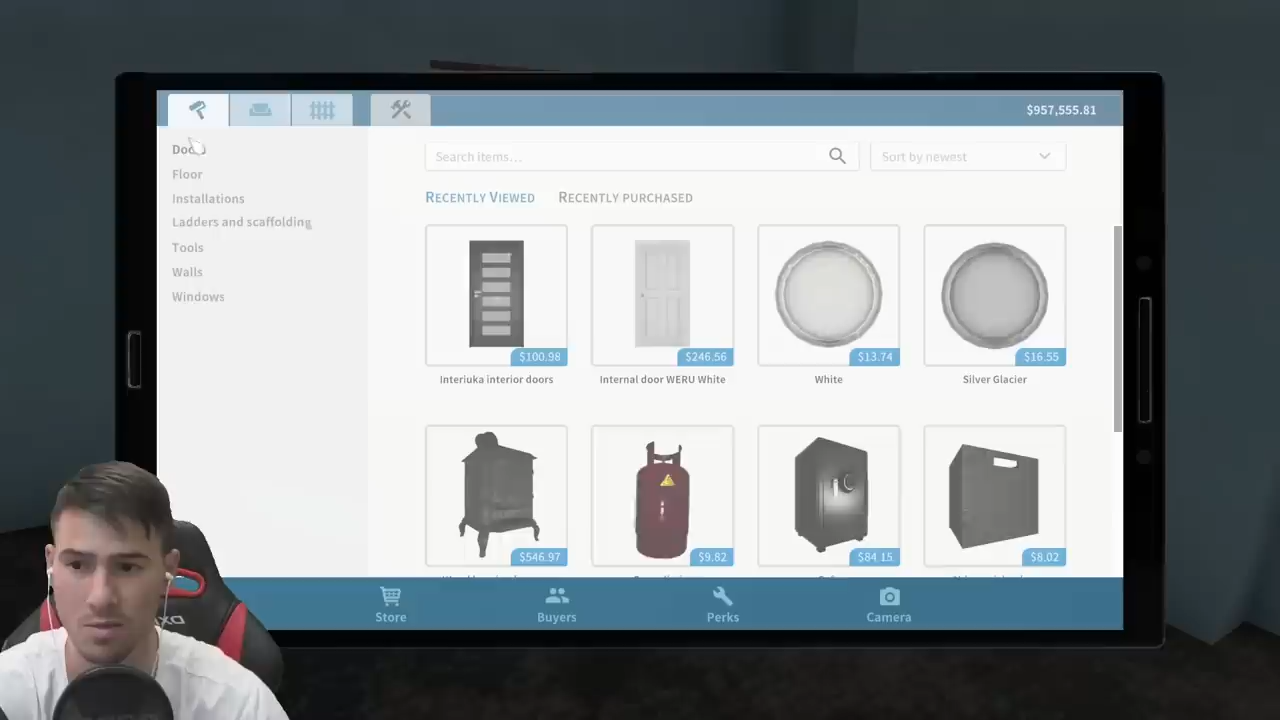 $957,555.81
Doors
Floor
Installations
Ladders and scaffolding
Tools
Walls
Windows
Search items...
Sort by newest
RECENTLY VIEWED
RECENTLY PURCHASED
$100.98
$246.56
$13.74
$16.55
Interiuka interior doors
Internal door WERU White
White
Silver Glacier
$546.97
$9.82
$84.15
$8.02
Store
Buyers
Perks
Camera